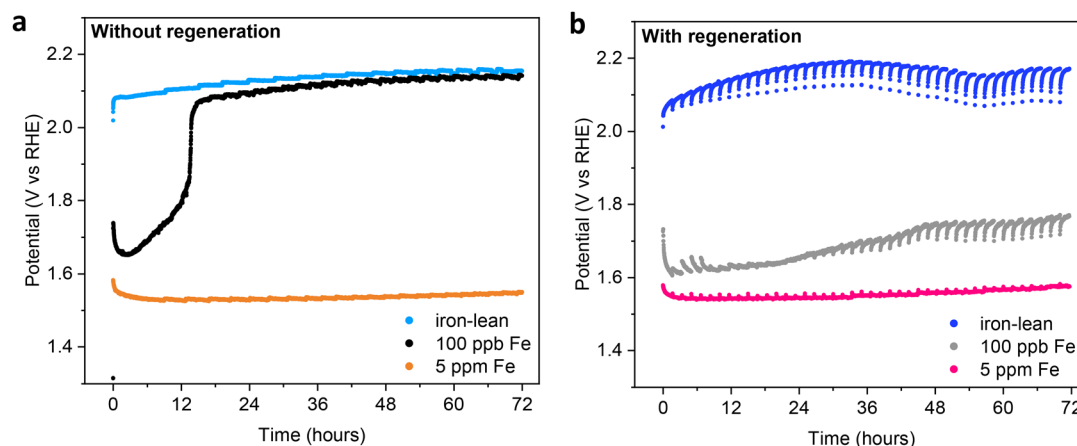 a
Without regeneration
Potential (V vs RHE)
2.2
2.0
1.8
1.6
1.4
iron-lean
100 ppb Fe
5 ppm Fe
0 12 24 36 48 60 72
Time (hours)
b
With regeneration
Potential (V vs RHE)
2.2
2.0
1.8
1.6
1.4
iron-lean
100 ppb Fe
5 ppm Fe
0 12 24 36 48 60 72
Time (hours)